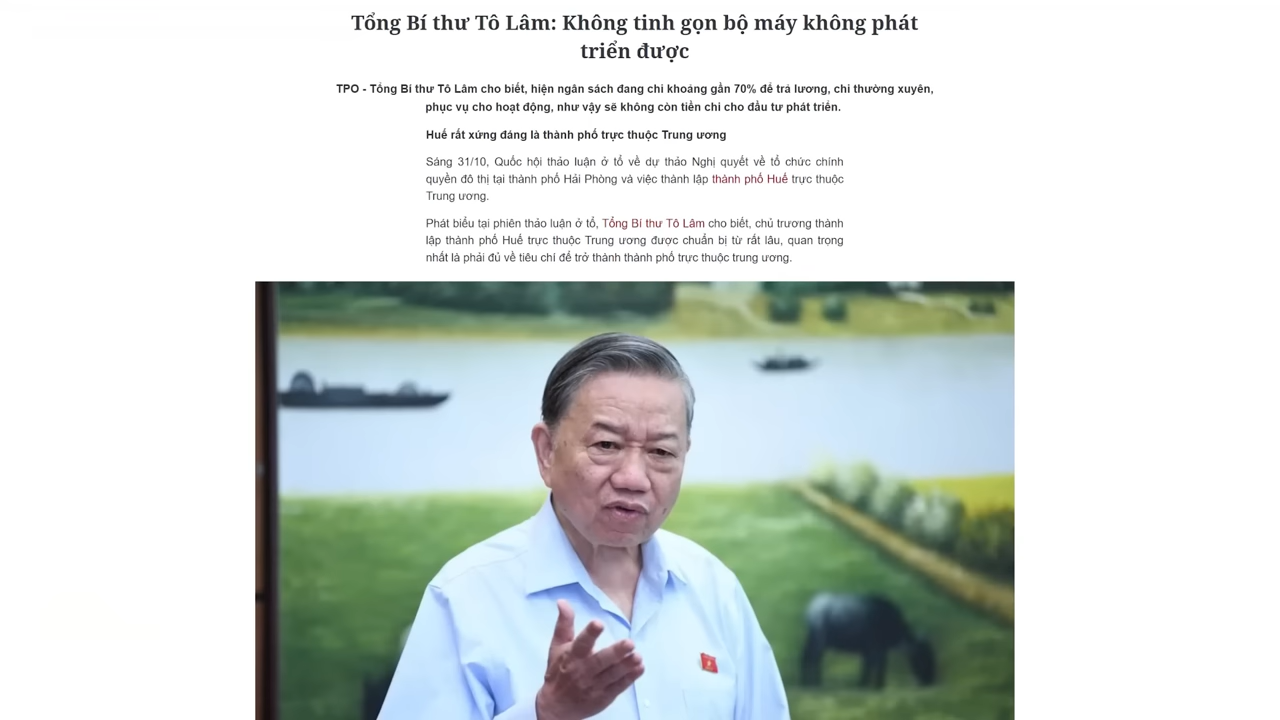 Tổng Bí thư Tô Lâm: Không tinh gọn bộ máy không phát
triển được
TPO - Tổng Bí thư Tô Lâm cho biết, hiện ngân sách đang chi khoảng gần 70% để trả lương, chi thường xuyên,
phục vụ cho hoạt động, như vậy sẽ không còn tiền chi cho đầu tư phát triển.
Huế rất xứng đáng là thành phố trực thuộc Trung ương
Sáng 31/10, Quốc hội thảo luận ở tổ về dự thảo Nghị quyết về tổ chức chính
quyền đô thị tại thành phố Hải Phòng và việc thành lập thành phố Huế trực thuộc
Trung ương.
Phát biểu tại phiên thảo luận ở tổ, Tổng Bí thư Tô Lâm cho biết, chủ trương thành
lập thành phố Huế trực thuộc Trung ương được chuẩn bị từ rất lâu, quan trọng
nhất là phải đủ về tiêu chí để trở thành thành phố trực thuộc trung ương.